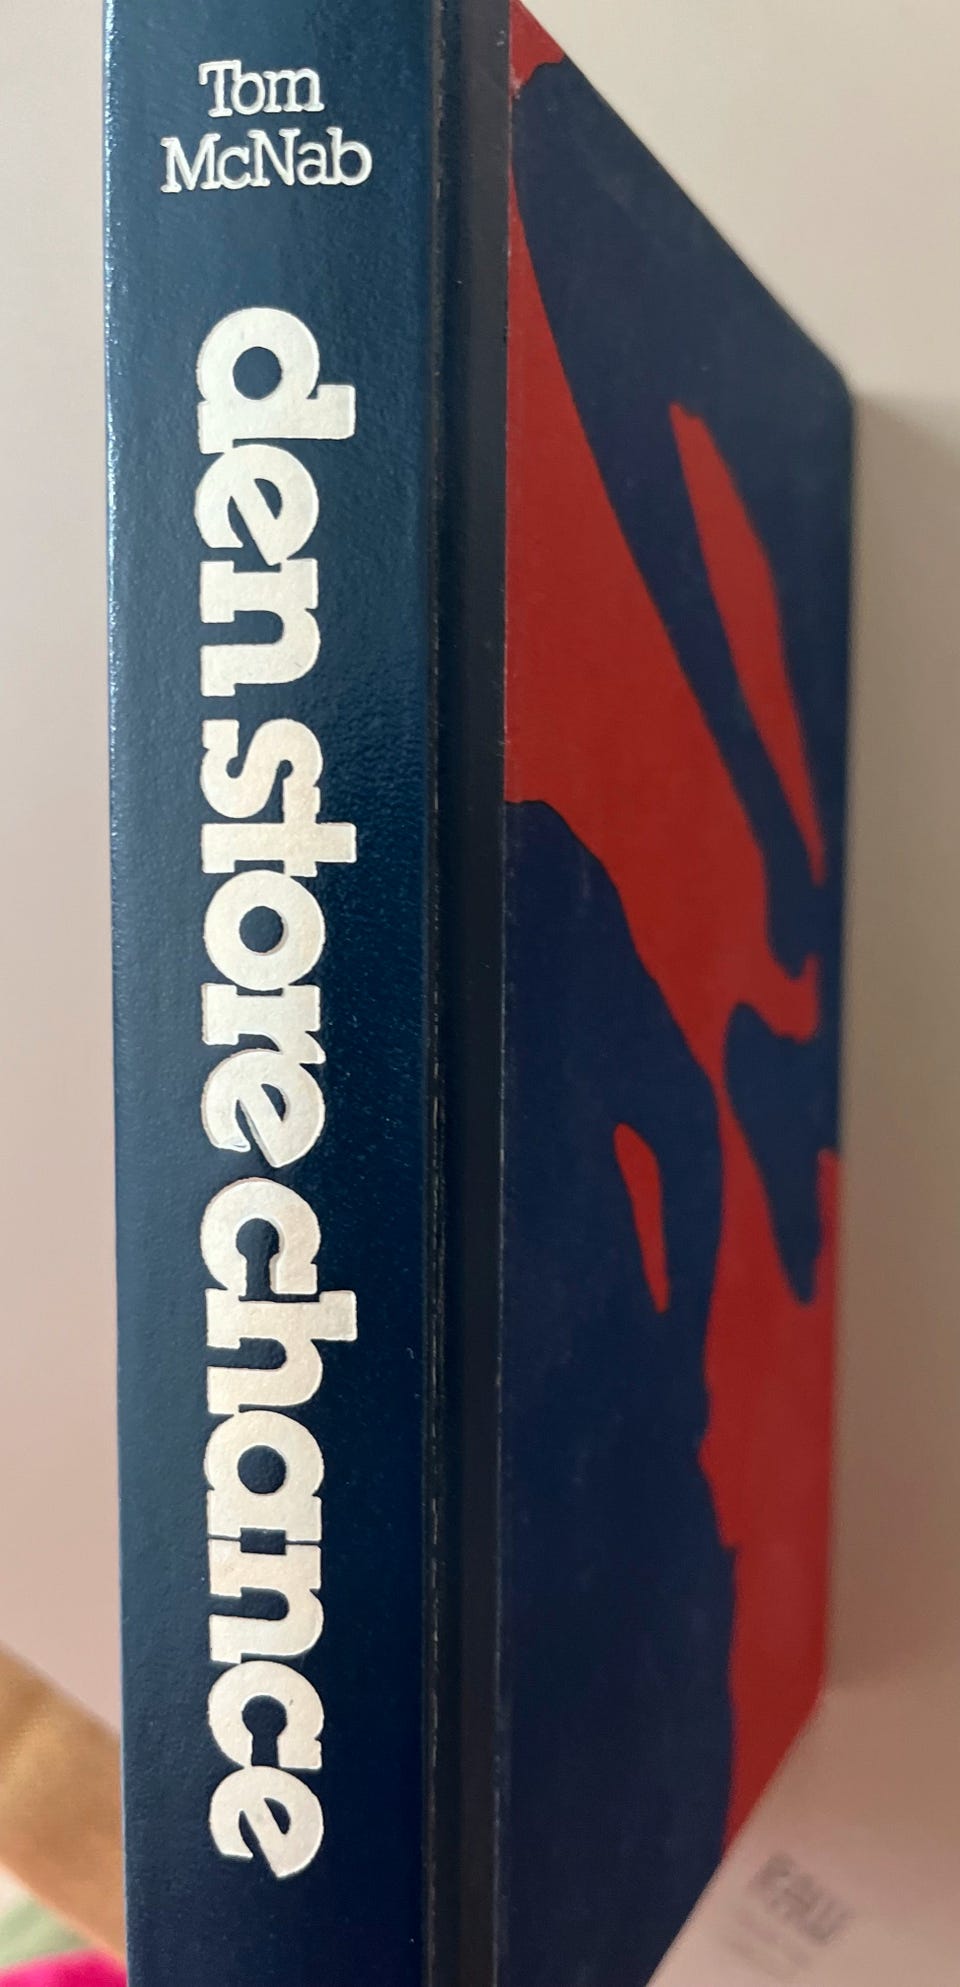 Tom
McNab
den store chance